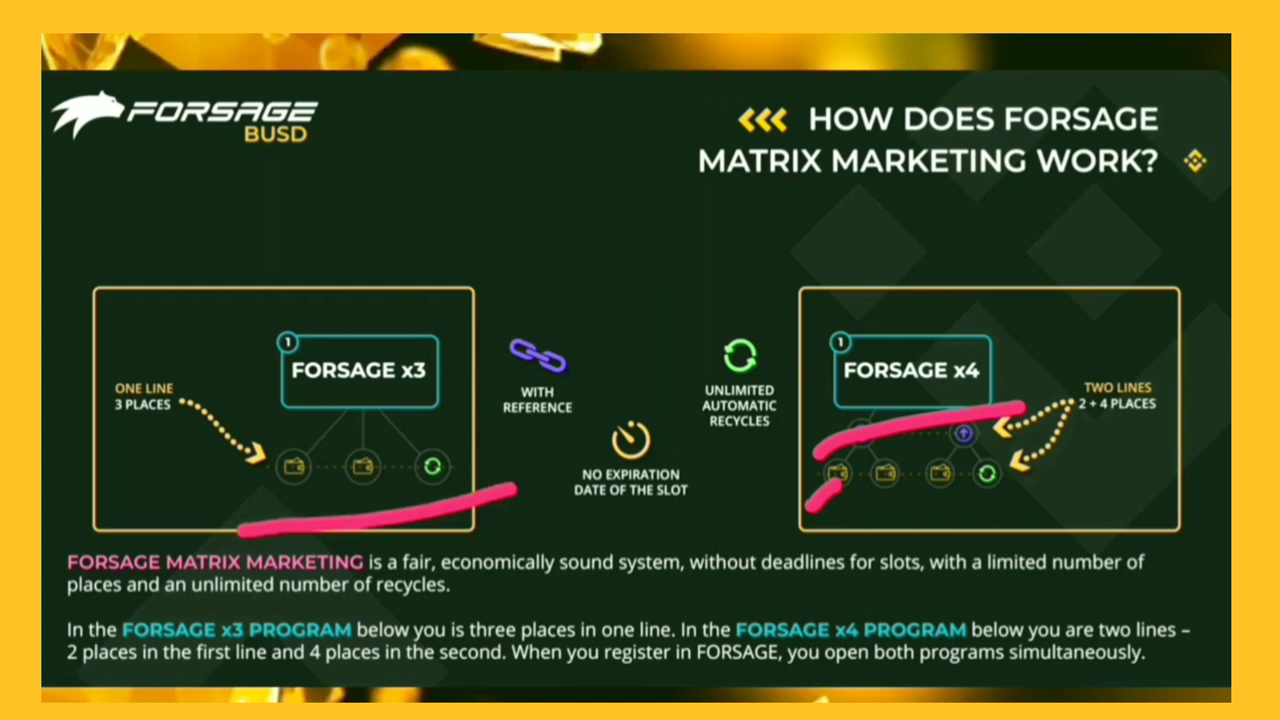 FORSAGE
BUSD
HOW DOES FORSAGE
MATRIX MARKETING WORK?
1
FORSAGE x3
ONE LINE
3 PLACES
WITH
REFERENCE
NO EXPIRATION
DATE OF THE SLOT
UNLIMITED
AUTOMATIC
RECYCLES
1
FORSAGE x4
TWO LINES
2 + 4 PLACES
FORSAGE MATRIX MARKETING is a fair, economically sound system, without deadlines for slots, with a limited number of
places and an unlimited number of recycles.
In the FORSAGE x3 PROGRAM below you is three places in one line. In the FORSAGE x4 PROGRAM below you are two lines –
2 places in the first line and 4 places in the second. When you register in FORSAGE, you open both programs simultaneously.